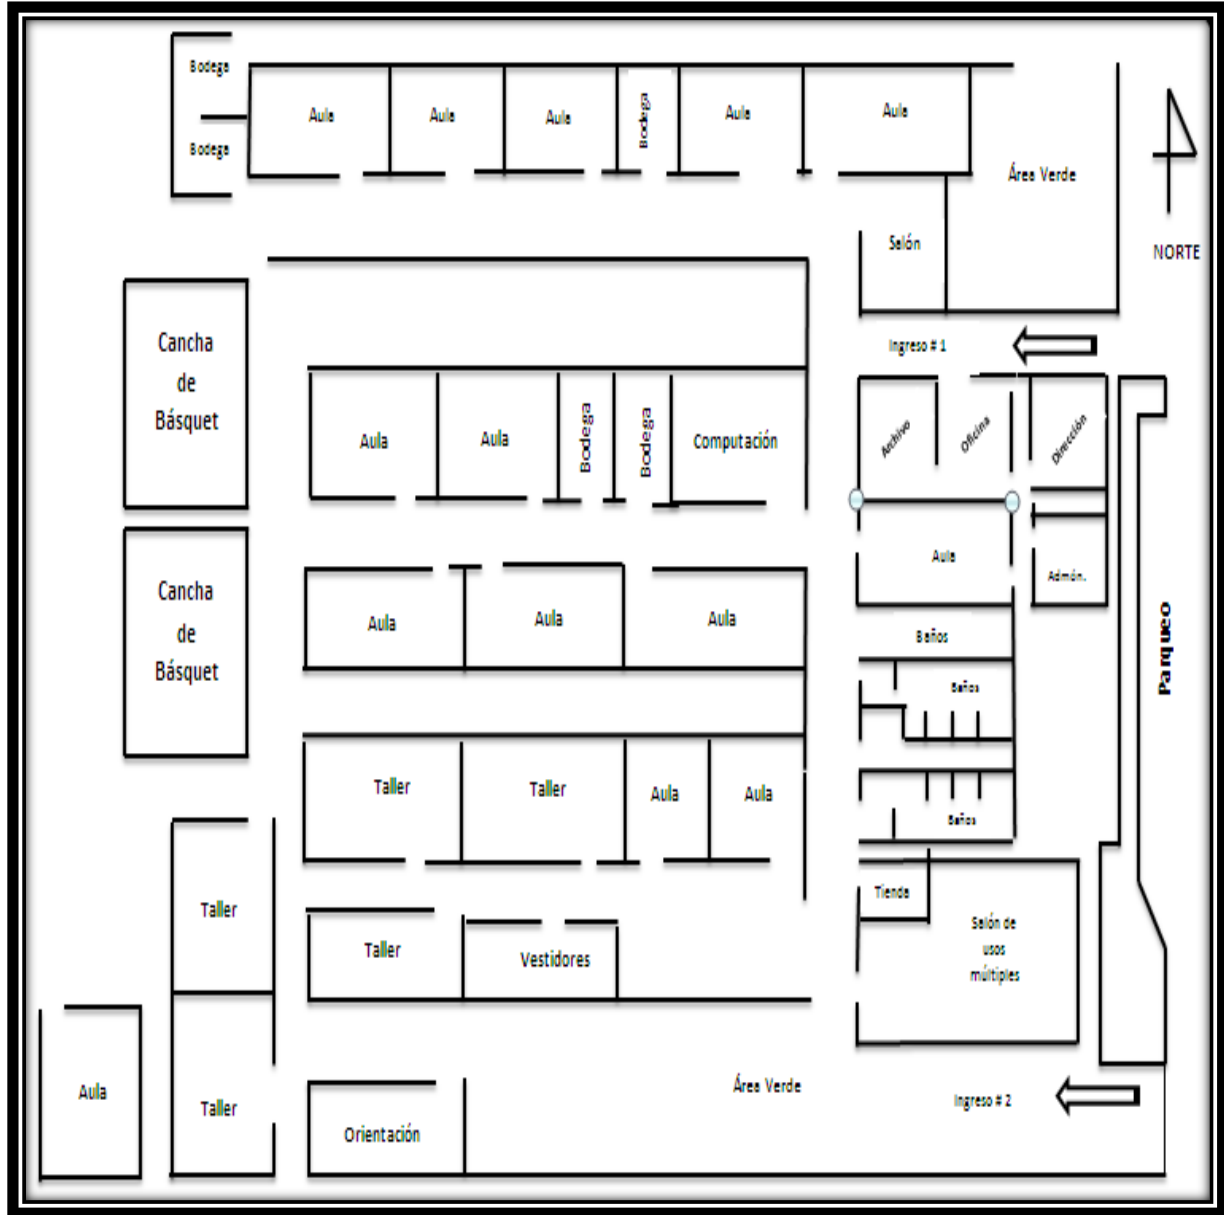 Bodega
Bodega
Aula
Aula
Aula
Bodega
Aula
Aula
Área Verde
NORTE
Salón
Ingreso # 1
Cancha
de
Básquet
Aula
Aula
Bodega
Bodega
Computación
Archivo
Oficina
Dirección
Cancha
de
Básquet
Aula
Aula
Aula
Aula
Admón.
Baños
Baños
Parqueo
Taller
Taller
Aula
Aula
Baños
Taller
Taller
Vestidores
Tienda
Salón de
usos
múltiples
Aula
Taller
Orientación
Área Verde
Ingreso # 2